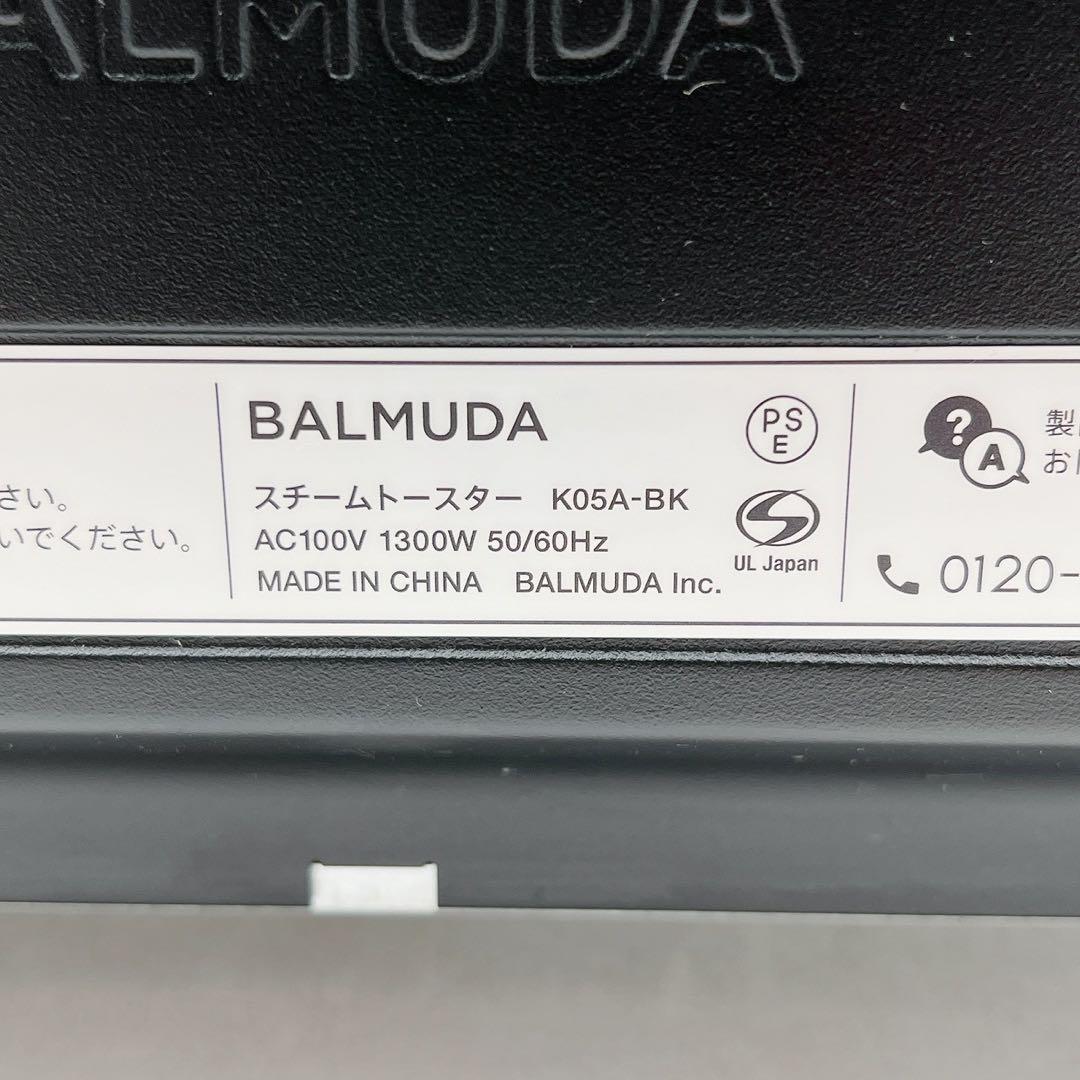 BALMUDA
さい。
いでください。
BALMUDA
スチームトースター K05A-BK
AC100V 1300W 50/60Hz
MADE IN CHINA BALMUDA Inc.
PS
E
UL Japan
?
A
製
お
0120-